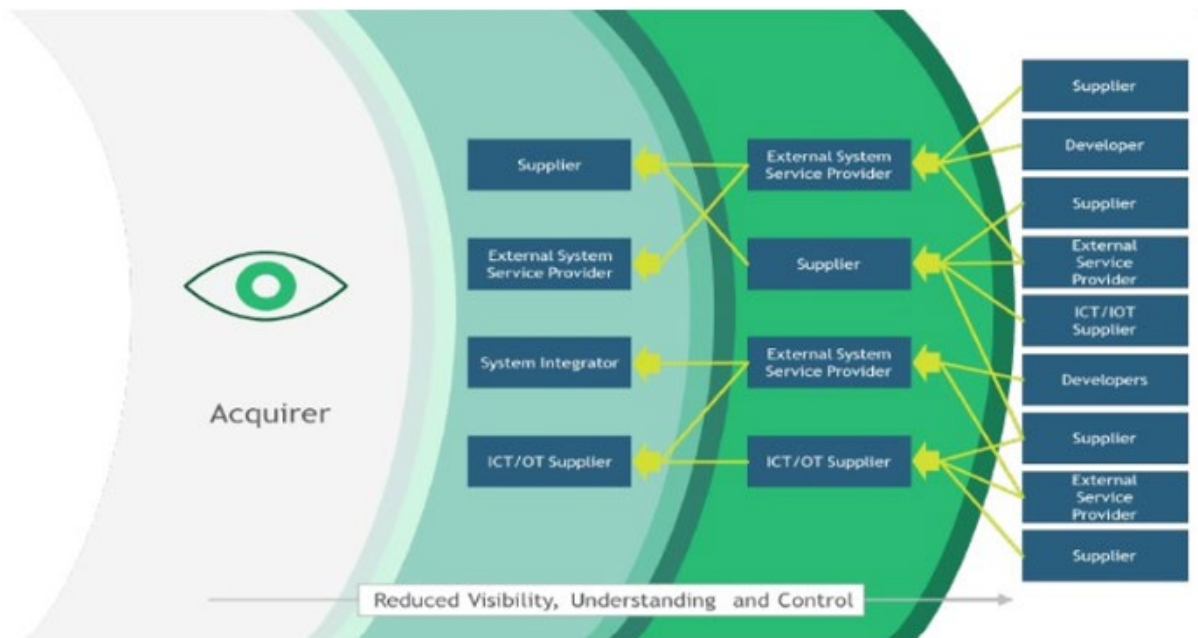 Acquirer
Supplier
External System
Service Provider
System Integrator
ICT/OT Supplier
External System
Service Provider
Supplier
External System
Service Provider
ICT/OT Supplier
Supplier
Developer
Supplier
External
Service
Provider
ICT/IOT
Supplier
Developers
Supplier
External
Service
Provider
Supplier
Reduced Visibility, Understanding and Control